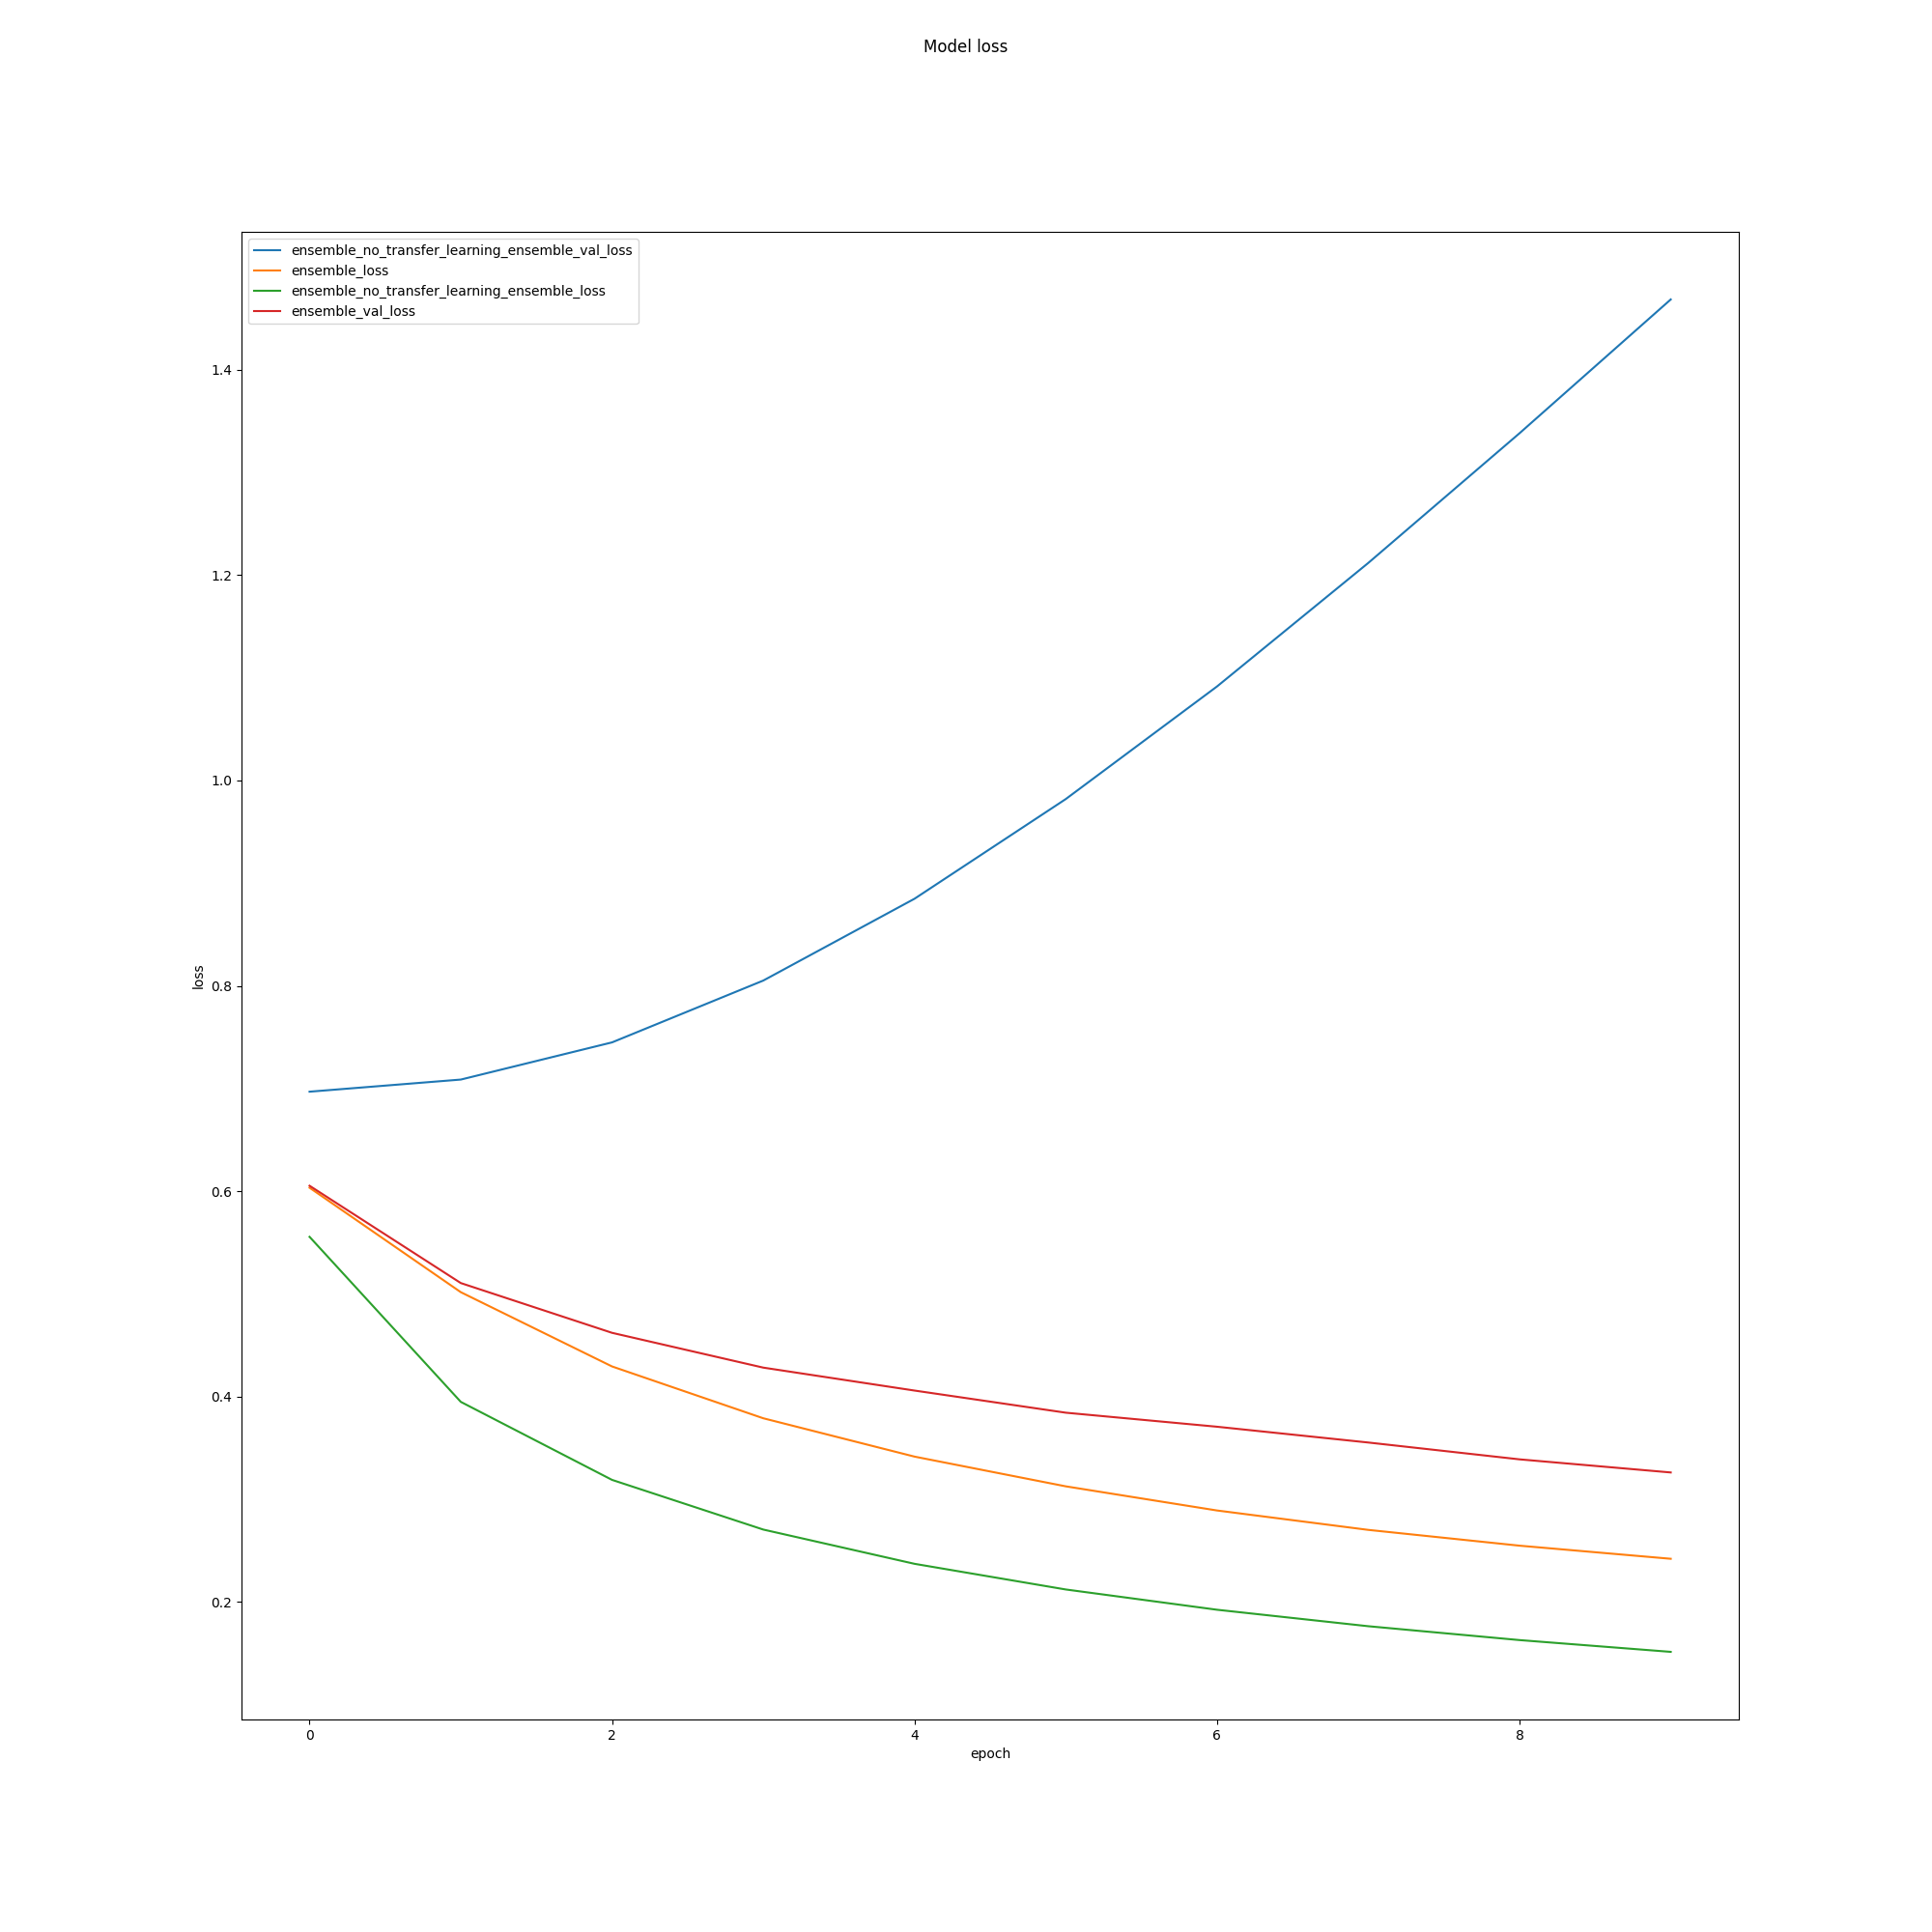 Model loss
ensemble_no_transfer_learning_ensemble_val_loss
ensemble_loss
ensemble_no_transfer_learning_ensemble_loss
ensemble_val_loss
1.4
1.2
1.0
0.8
0.6
0.4
0.2
loss
0 2 4 6 8
epoch